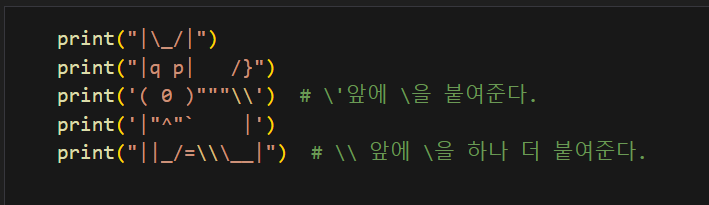 print("|\_/|")
print("|q p|   /}")
print('( 0 )"""\\')  # \'앞에 \을 붙여준다.
print('|"^"`    |')
print("||_/=\\\__|")  # \\ 앞에 \을 하나 더 붙여준다.